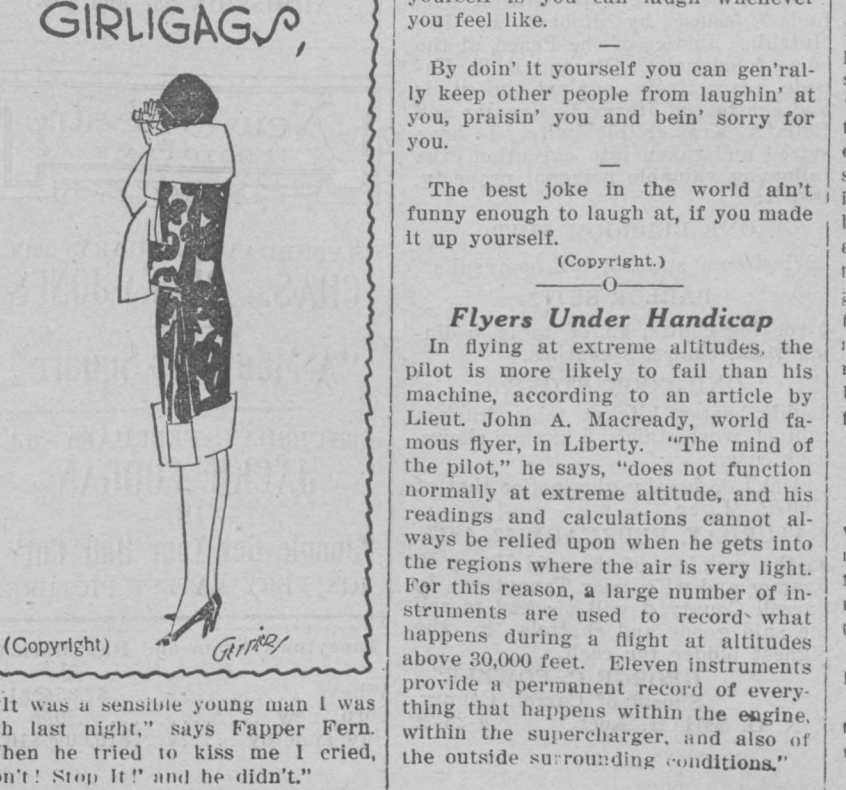 GIRLIGAGS
(Copyright)
"It was a sensible young man I was
last night," says Fapper Fern.
he tried to kiss me I cried,
Stop It!" and he didn't."
yourself is you can laugh whenever
you feel like.
By doin' it yourself you can gen'ral-
ly keep other people from laughin' at
you, praisin' you and bein' sorry for
you.
The best joke in the world ain't
funny enough to laugh at, if you made
it up yourself.
(Copyright.)
Flyers Under Handicap
In flying at extreme altitudes, the
pilot is more likely to fail than his
machine, according to an article by
Lieut. John A. Macready, world fa-
mous flyer, in Liberty. "The mind of
the pilot," he says, "does not function
normally at extreme altitude, and his
readings and calculations cannot al-
ways be relied upon when he gets into
the regions where the air is very light.
For this reason, a large number of in-
struments are used to record what
happens during a flight at altitudes
above 30,000 feet. Eleven instruments
provide a permanent record of every-
thing that happens within the engine,
within the supercharger, and also of
the outside surrounding conditions."